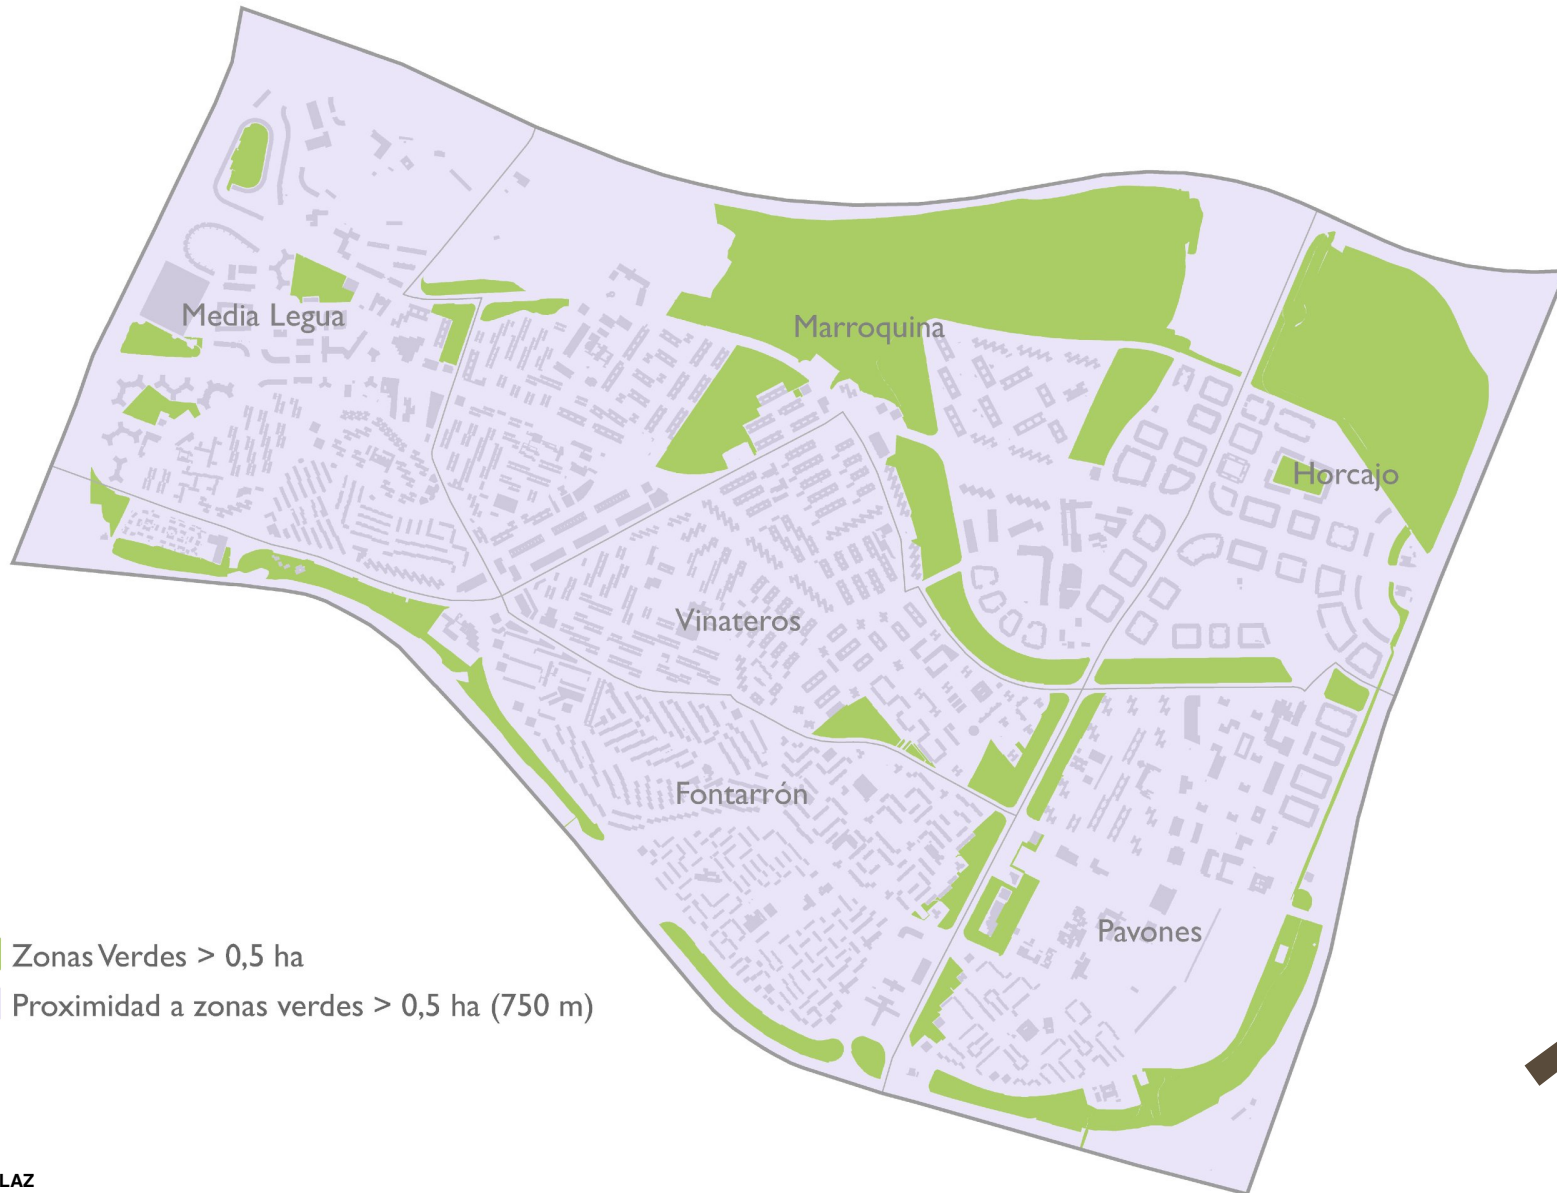 Media Legua
Marroquina
Horcajo
Vinateros
Fontarrón
Pavones
Zonas Verdes > 0,5 ha
Proximidad a zonas verdes > 0,5 ha (750 m)
LAZ